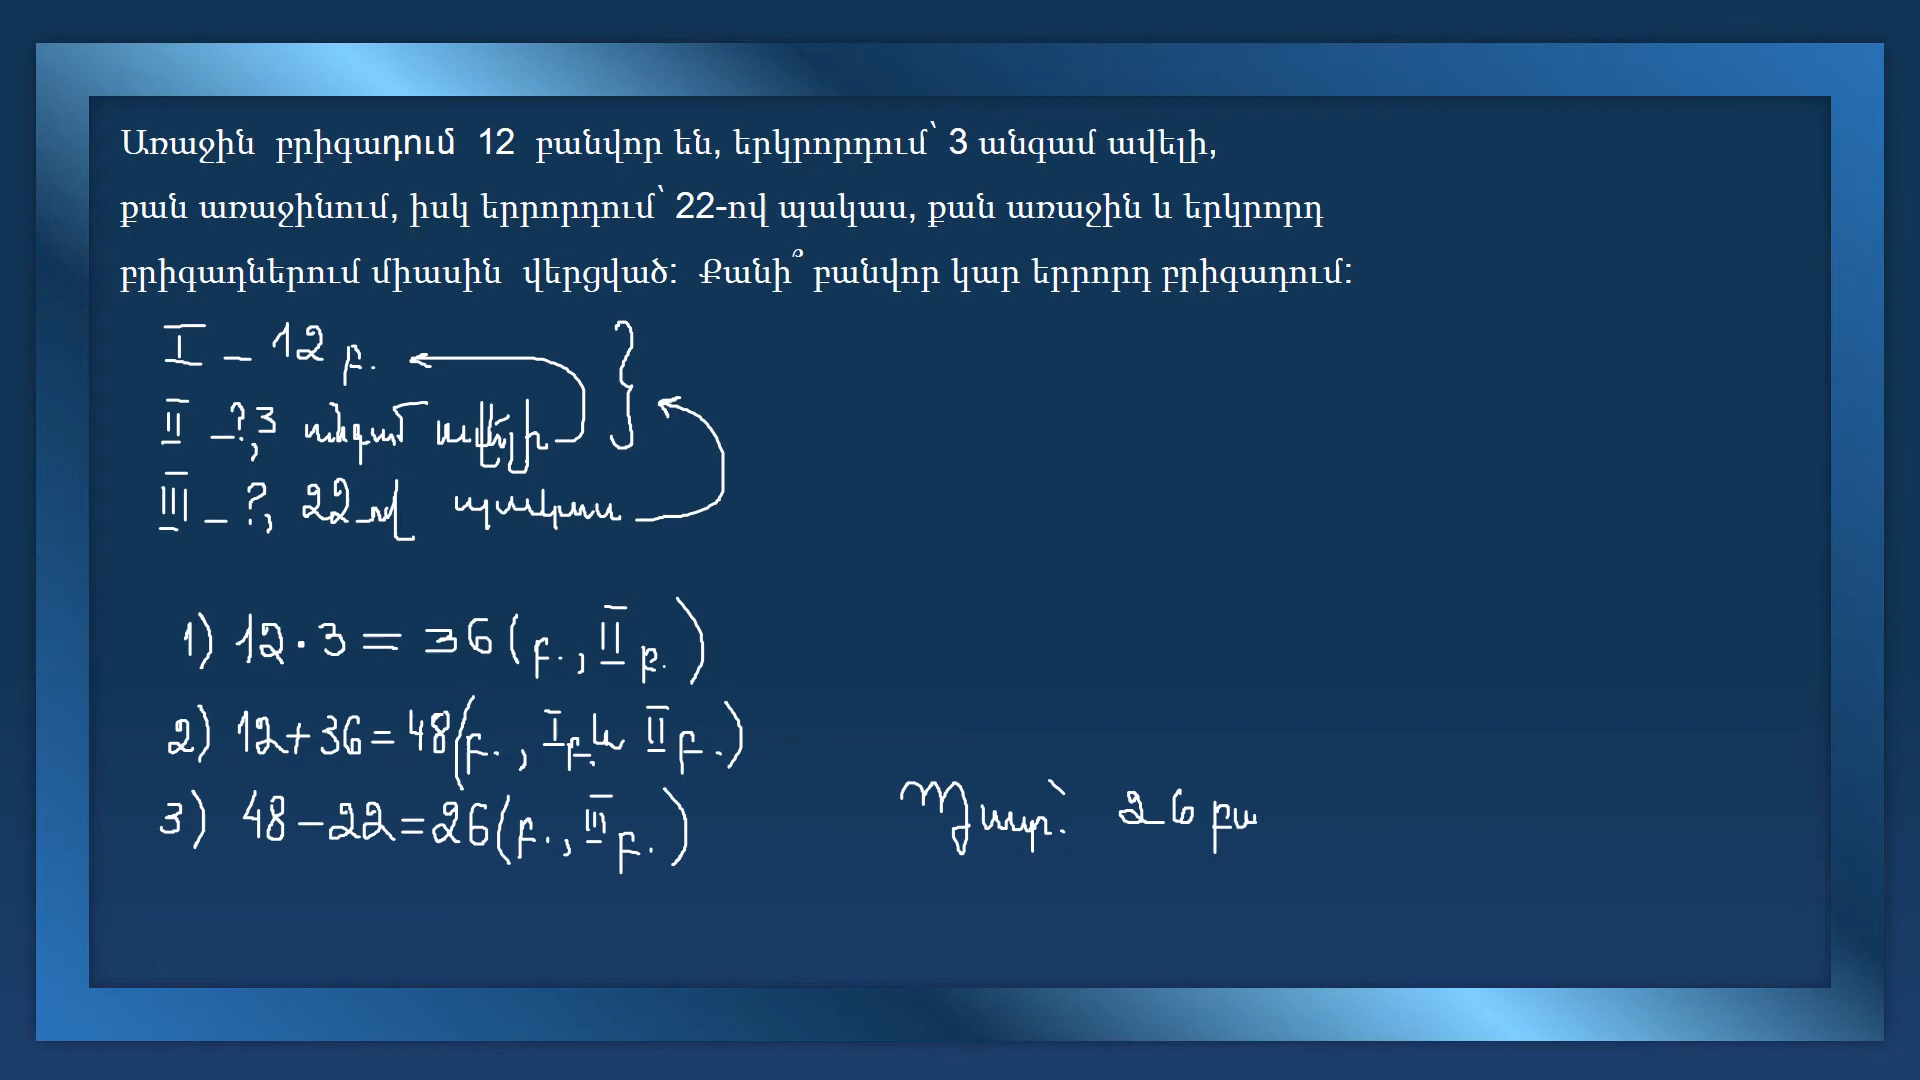 Առաջին բրիգադում 12 բանվոր են, երկրորդում՝ 3 անգամ ավելի,
քան առաջինում, իսկ երրորդում՝ 22-ով պակաս, քան առաջին և երկրորդ
բրիգադներում միասին վերցված: Քանի՞ բանվոր կար երրորդ բրիգադում:
I – 12 բ.
II – ?, 3 անգամ ավելի
III – ?, 22-ով պակաս
1) 12 · 3 = 36 (բ., II բ.)
2) 12 + 36 = 48 (բ., I բ. և II բ.)
3) 48 – 22 = 26 (բ., III բ.)
Պատ.՝ 26 բա